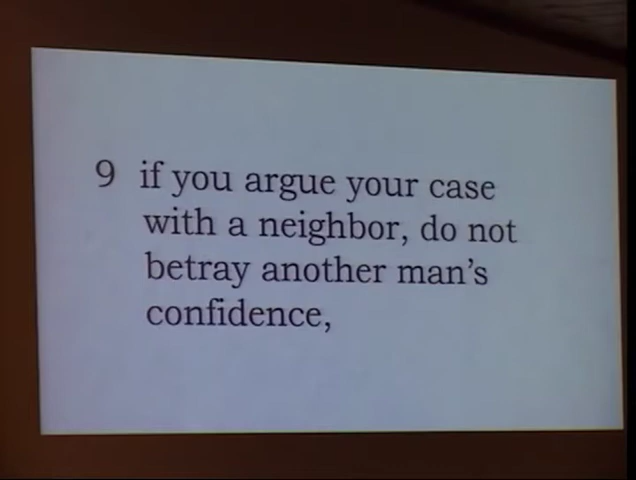 9 if you argue your case
with a neighbor, do not
betray another man's
confidence,